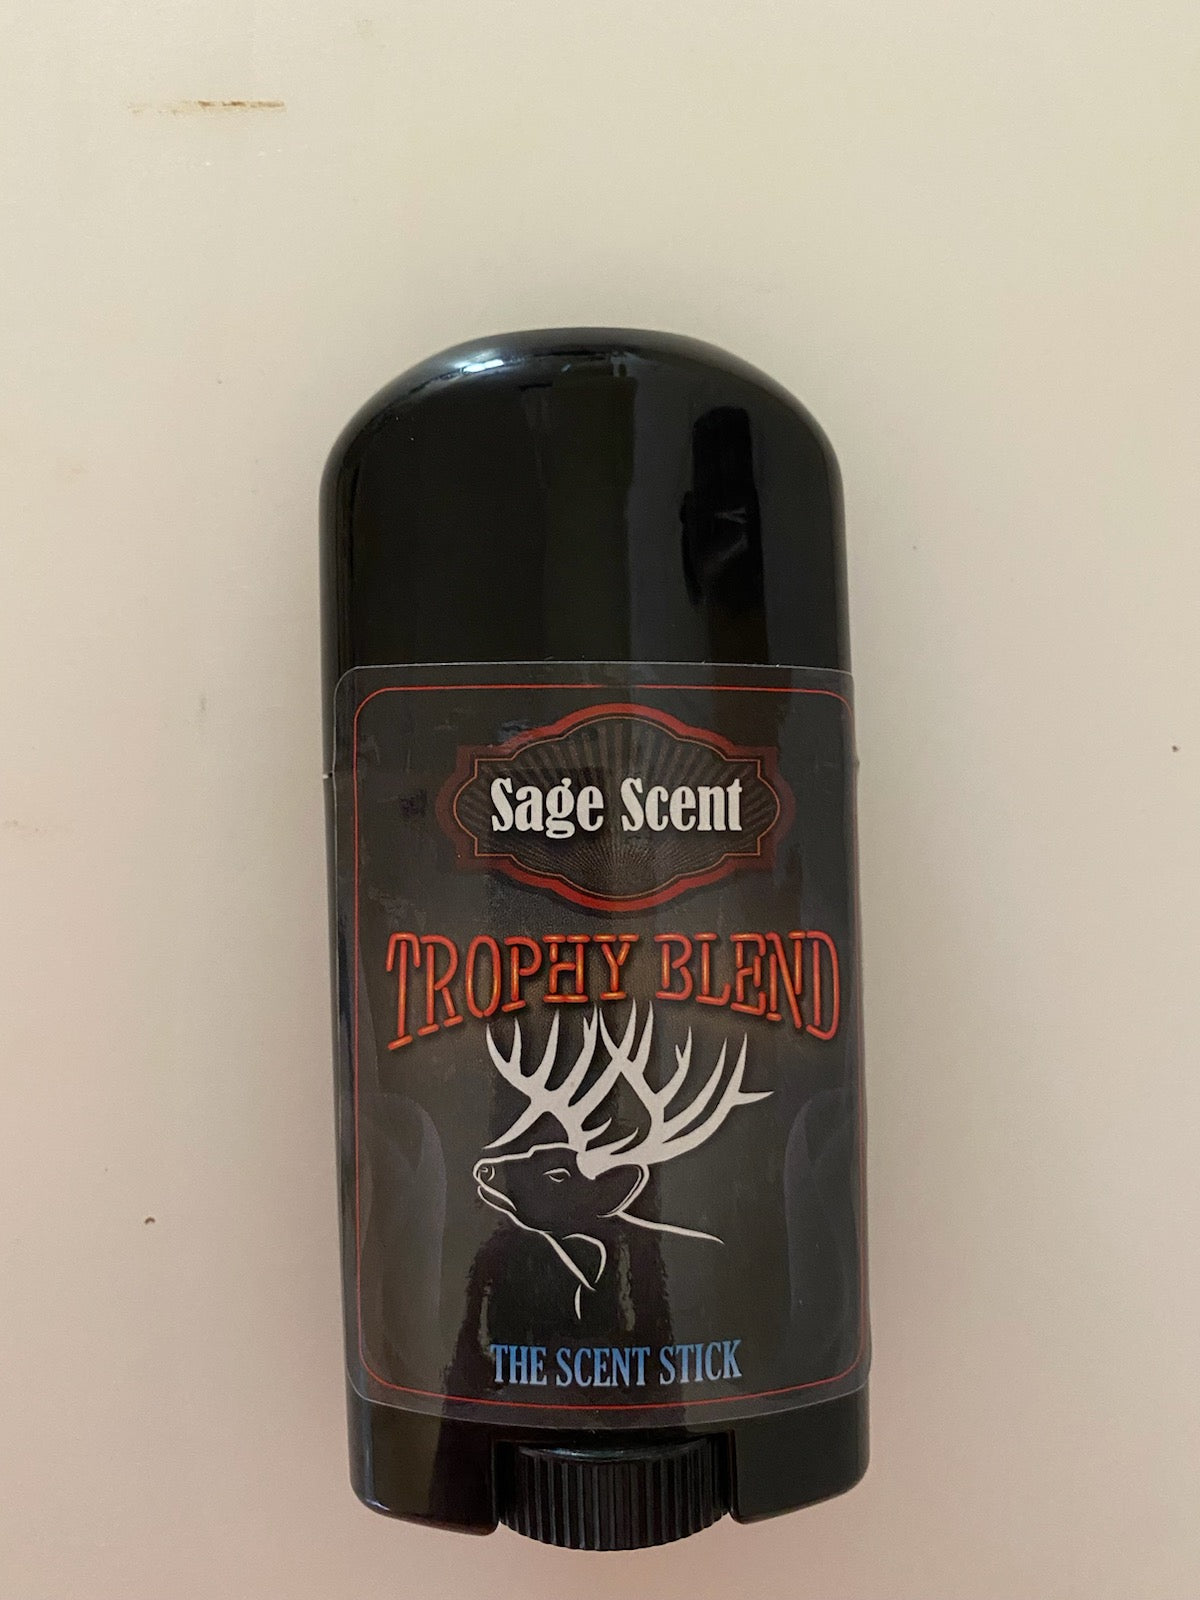 Sage Scent
TROPHY BLEND
THE SCENT STICK